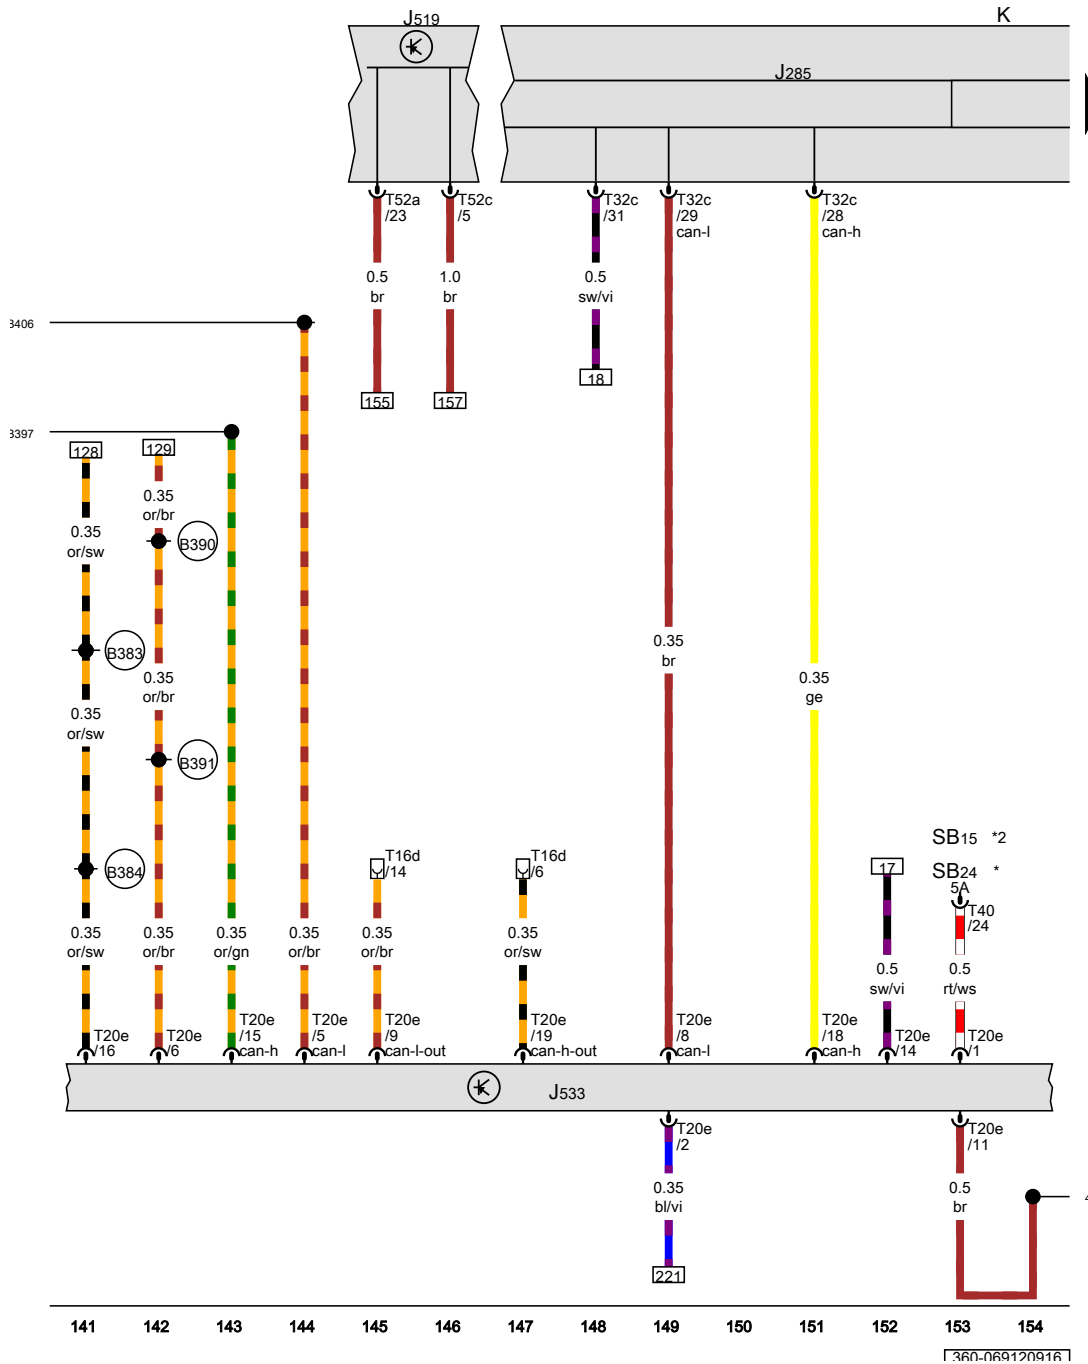 K
J519
J285
T52a
/23
T52c
/5
T32c
/31
T32c
/29
can-l
T32c
/28
can-h
0.5
br
1.0
br
0.5
sw/vi
B406
18
155
157
B397
128
129
0.35
or/br
0.35
or/sw
B390
B383
0.35
br
0.35
or/br
0.35
ge
0.35
or/sw
B391
SB15 *2
B384
T16d
/14
T16d
/6
17
SB24 *
5A
T40
/24
0.35
or/sw
0.35
or/br
0.35
or/gn
0.35
or/br
0.35
or/br
0.35
or/sw
0.5
sw/vi
0.5
rt/ws
T20e
/16
T20e
/6
T20e
/15
can-h
T20e
/5
can-l
T20e
/9
can-l-out
T20e
/19
can-h-out
T20e
/8
can-l
T20e
/18
can-h
T20e
/14
T20e
/1
J533
T20e
/2
T20e
/11
0.35
bl/vi
0.5
br
221
141 142 143 144 145 146 147 148 149 150 151 152 153 154
360-069120916